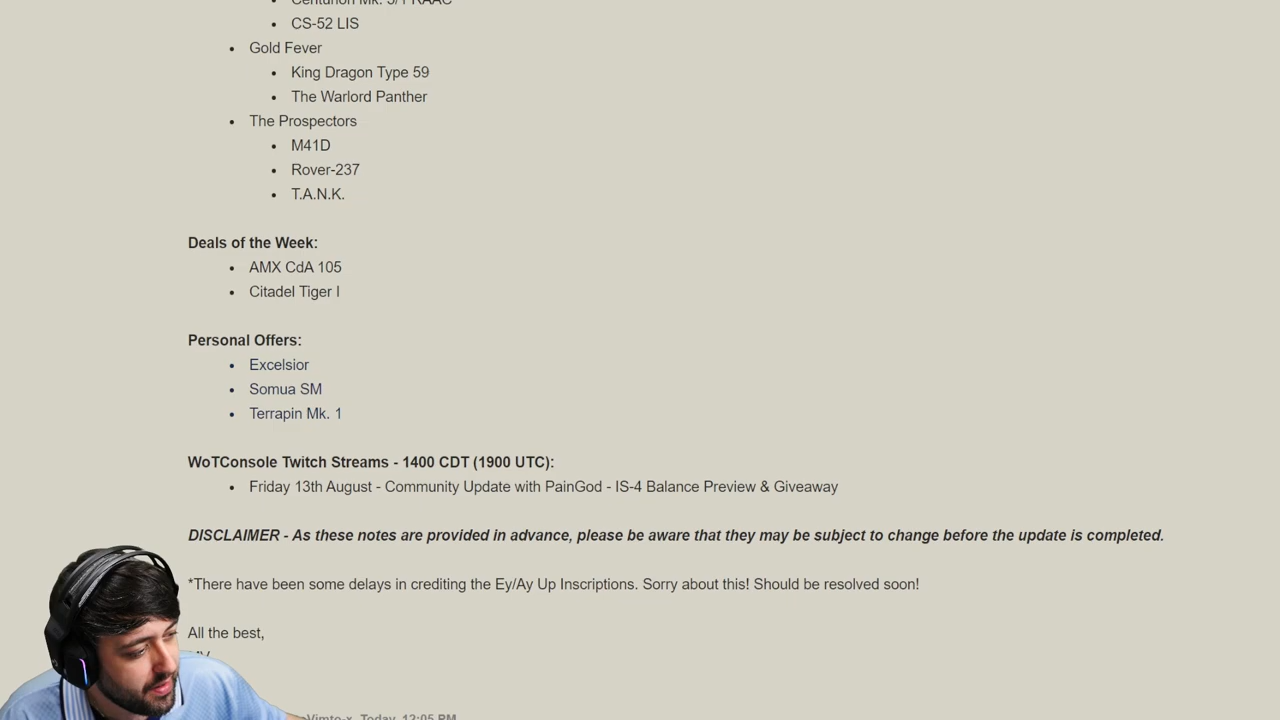 CS-52 LIS
Gold Fever
King Dragon Type 59
The Warlord Panther
The Prospectors
M41D
Rover-237
T.A.N.K.
Deals of the Week:
AMX CdA 105
Citadel Tiger I
Personal Offers:
Excelsior
Somua SM
Terrapin Mk. 1
WoTConsole Twitch Streams - 1400 CDT (1900 UTC):
Friday 13th August - Community Update with PainGod - IS-4 Balance Preview & Giveaway
DISCLAIMER - As these notes are provided in advance, please be aware that they may be subject to change before the update is completed.
*There have been some delays in crediting the Ey/Ay Up Inscriptions. Sorry about this! Should be resolved soon!
All the best,
Today, 12:05 PM